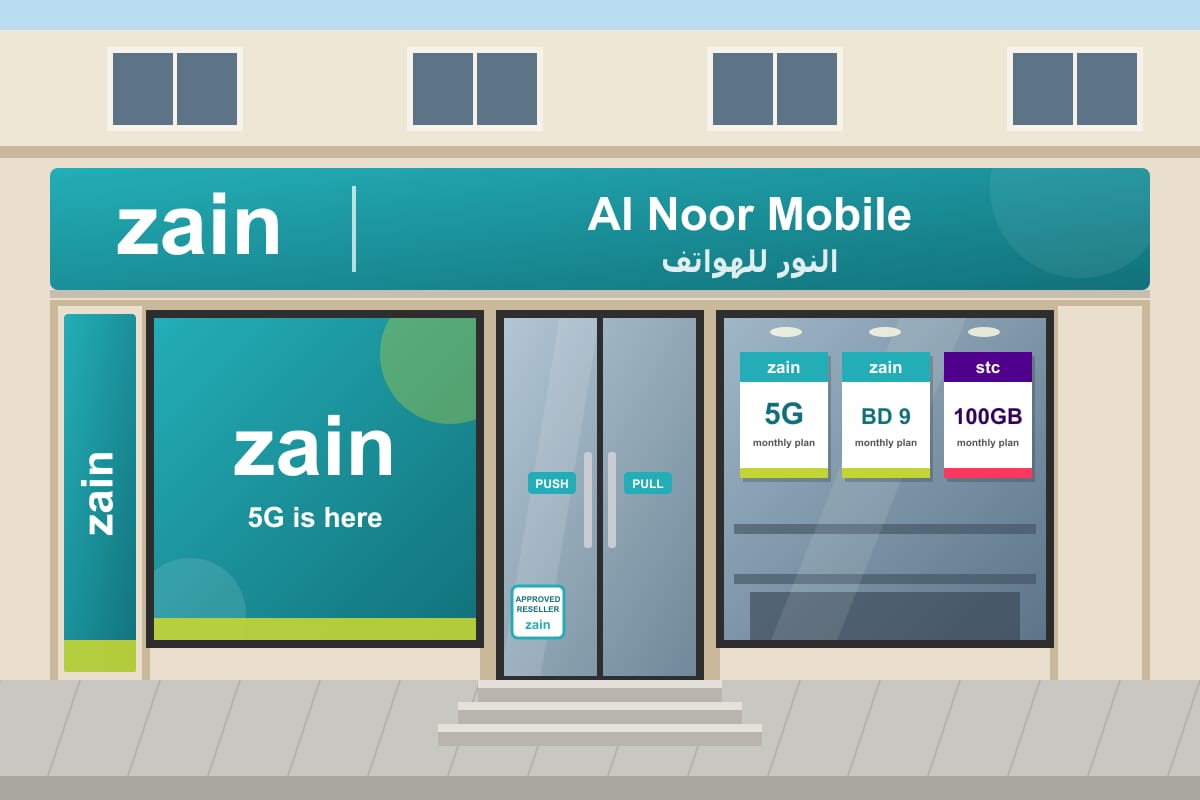 zain
Al Noor Mobile
النور للهواتف
zain
zain
5G is here
PUSH
PULL
APPROVED
RESELLER
zain
zain
5G
monthly plan
zain
BD 9
monthly plan
stc
100GB
monthly plan